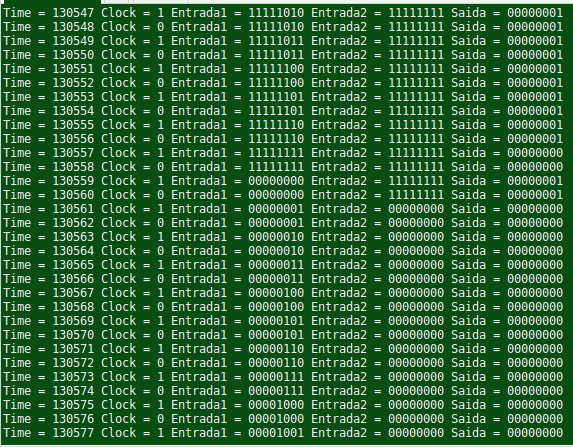 Time = 130547 Clock = 1 Entrada1 = 11111010 Entrada2 = 11111111 Saida = 00000001
Time = 130548 Clock = 0 Entrada1 = 11111010 Entrada2 = 11111111 Saida = 00000001
Time = 130549 Clock = 1 Entrada1 = 11111011 Entrada2 = 11111111 Saida = 00000001
Time = 130550 Clock = 0 Entrada1 = 11111011 Entrada2 = 11111111 Saida = 00000001
Time = 130551 Clock = 1 Entrada1 = 11111100 Entrada2 = 11111111 Saida = 00000001
Time = 130552 Clock = 0 Entrada1 = 11111100 Entrada2 = 11111111 Saida = 00000001
Time = 130553 Clock = 1 Entrada1 = 11111101 Entrada2 = 11111111 Saida = 00000001
Time = 130554 Clock = 0 Entrada1 = 11111101 Entrada2 = 11111111 Saida = 00000001
Time = 130555 Clock = 1 Entrada1 = 11111110 Entrada2 = 11111111 Saida = 00000001
Time = 130556 Clock = 0 Entrada1 = 11111110 Entrada2 = 11111111 Saida = 00000001
Time = 130557 Clock = 1 Entrada1 = 11111111 Entrada2 = 11111111 Saida = 00000000
Time = 130558 Clock = 0 Entrada1 = 11111111 Entrada2 = 11111111 Saida = 00000000
Time = 130559 Clock = 1 Entrada1 = 00000000 Entrada2 = 11111111 Saida = 00000001
Time = 130560 Clock = 0 Entrada1 = 00000000 Entrada2 = 11111111 Saida = 00000001
Time = 130561 Clock = 1 Entrada1 = 00000001 Entrada2 = 00000000 Saida = 00000000
Time = 130562 Clock = 0 Entrada1 = 00000001 Entrada2 = 00000000 Saida = 00000000
Time = 130563 Clock = 1 Entrada1 = 00000010 Entrada2 = 00000000 Saida = 00000000
Time = 130564 Clock = 0 Entrada1 = 00000010 Entrada2 = 00000000 Saida = 00000000
Time = 130565 Clock = 1 Entrada1 = 00000011 Entrada2 = 00000000 Saida = 00000000
Time = 130566 Clock = 0 Entrada1 = 00000011 Entrada2 = 00000000 Saida = 00000000
Time = 130567 Clock = 1 Entrada1 = 00000100 Entrada2 = 00000000 Saida = 00000000
Time = 130568 Clock = 0 Entrada1 = 00000100 Entrada2 = 00000000 Saida = 00000000
Time = 130569 Clock = 1 Entrada1 = 00000101 Entrada2 = 00000000 Saida = 00000000
Time = 130570 Clock = 0 Entrada1 = 00000101 Entrada2 = 00000000 Saida = 00000000
Time = 130571 Clock = 1 Entrada1 = 00000110 Entrada2 = 00000000 Saida = 00000000
Time = 130572 Clock = 0 Entrada1 = 00000110 Entrada2 = 00000000 Saida = 00000000
Time = 130573 Clock = 1 Entrada1 = 00000111 Entrada2 = 00000000 Saida = 00000000
Time = 130574 Clock = 0 Entrada1 = 00000111 Entrada2 = 00000000 Saida = 00000000
Time = 130575 Clock = 1 Entrada1 = 00001000 Entrada2 = 00000000 Saida = 00000000
Time = 130576 Clock = 0 Entrada1 = 00001000 Entrada2 = 00000000 Saida = 00000000
Time = 130577 Clock = 1 Entrada1 = 00001001 Entrada2 = 00000000 Saida = 00000000